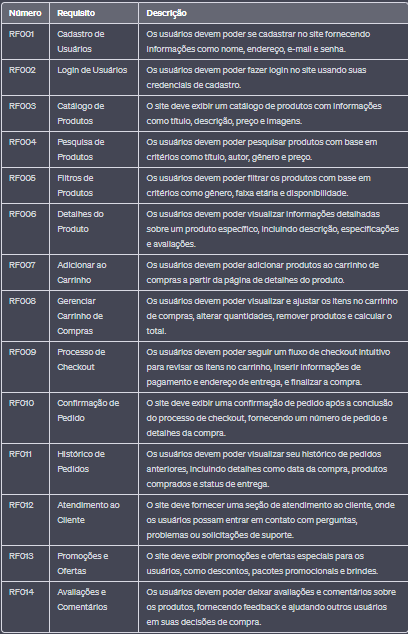 Número Requisito Descrição
RF001 Cadastro de Os usuários devem poder se cadastrar no site fornecendo
Usuários informações como nome, endereço, e-mail e senha.
RF002 Login de Usuários Os usuários devem poder fazer login no site usando suas
credenciais de cadastro.
RF003 Catálogo de O site deve exibir um catálogo de produtos com informações
Produtos como título, descrição, preço e imagens.
RF004 Pesquisa de Os usuários devem poder pesquisar produtos com base em
Produtos critérios como título, autor, gênero e preço.
RF005 Filtros de Os usuários devem poder filtrar os produtos com base em
Produtos critérios como gênero, faixa etária e disponibilidade.
RF006 Detalhes do Os usuários devem poder visualizar informações detalhadas
Produto sobre um produto específico, incluindo descrição, especificações
e avaliações.
RF007 Adicionar ao Os usuários devem poder adicionar produtos ao carrinho de
Carrinho compras a partir da página de detalhes do produto.
RF008 Gerenciar Os usuários devem poder visualizar e ajustar os itens no carrinho
Carrinho de de compras, alterar quantidades, remover produtos e calcular o
Compras total.
RF009 Processo de Os usuários devem poder seguir um fluxo de checkout intuitivo
Checkout para revisar os itens no carrinho, inserir informações de
pagamento e endereço de entrega, e finalizar a compra.
RF010 Confirmação de O site deve exibir uma confirmação de pedido após a conclusão
Pedido do processo de checkout, fornecendo um número de pedido e
detalhes da compra.
RF011 Histórico de Os usuários devem poder visualizar seu histórico de pedidos
Pedidos anteriores, incluindo detalhes como data da compra, produtos
comprados e status de entrega.
RF012 Atendimento ao O site deve fornecer uma seção de atendimento ao cliente, onde
Cliente os usuários possam entrar em contato com perguntas,
problemas ou solicitações de suporte.
RF013 Promoções e O site deve exibir promoções e ofertas especiais para os
Ofertas usuários, como descontos, pacotes promocionais e brindes.
RF014 Avaliações e Os usuários devem poder deixar avaliações e comentários sobre
Comentários os produtos, fornecendo feedback e ajudando outros usuários
em suas decisões de compra.